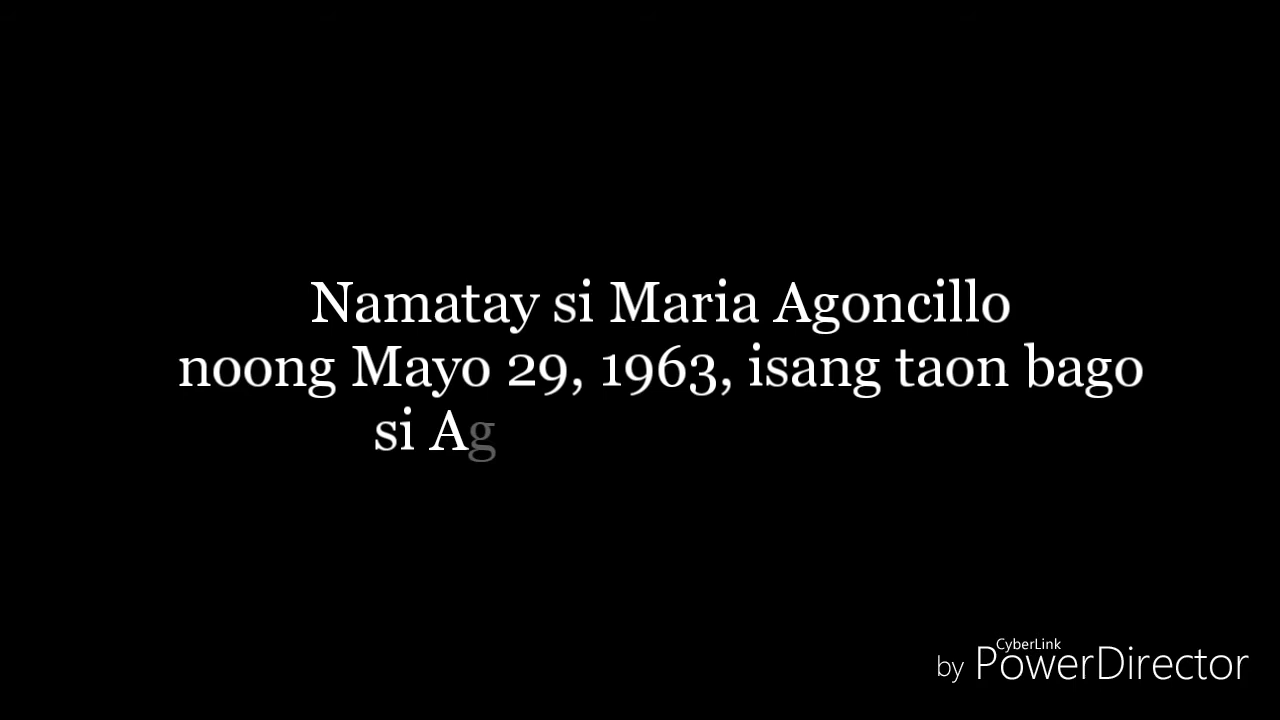 Namatay si Maria Agoncillo
noong Mayo 29, 1963, isang taon bago
si Ag
by CyberLink PowerDirector